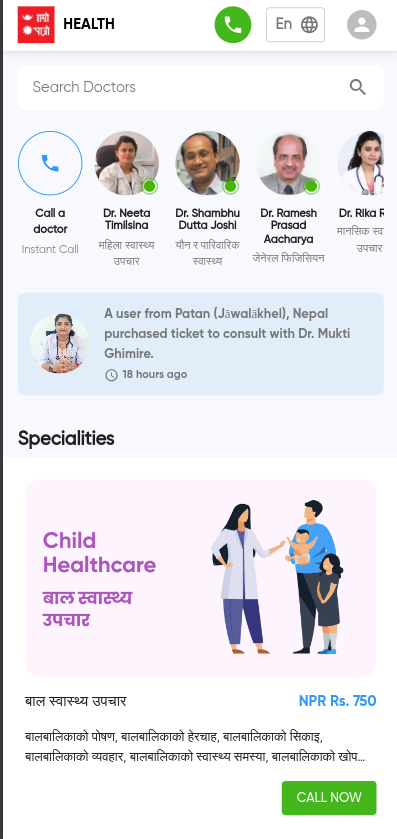 हाम्रो
पात्रो
HEALTH
En
Search Doctors
Call a
doctor
Instant Call
Dr. Neeta
Timilsina
महिला स्वास्थ्य
उपचार
Dr. Shambhu
Dutta Joshi
यौन र पारिवारिक
स्वास्थ्य
Dr. Ramesh
Prasad
Aacharya
जेनेरल फिजिसियन
Dr. Rika R
मानसिक स्व
उपचार
A user from Patan (Jāwalākhel), Nepal
purchased ticket to consult with Dr. Mukti
Ghimire.
18 hours ago
Specialities
Child
Healthcare
बाल स्वास्थ्य
उपचार
बाल स्वास्थ्य उपचार
NPR Rs. 750
बालबालिकाको पोषण, बालबालिकाको हेरचाह, बालबालिकाको सिकाइ,
बालबालिकाको व्यवहार, बालबालिकाको स्वास्थ्य समस्या, बालबालिकाको खोप...
CALL NOW